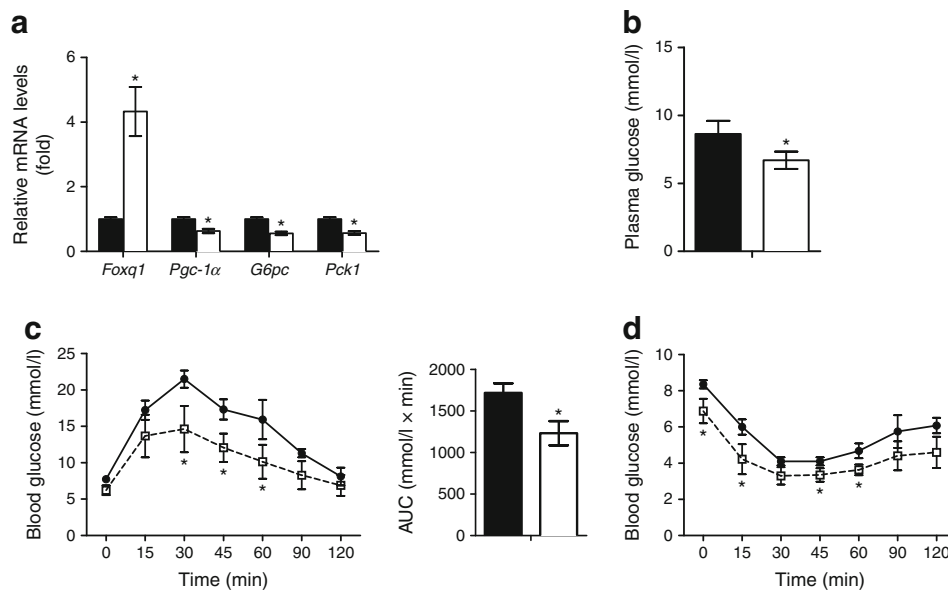 a
Relative mRNA levels
(fold)
6
4
2
0
*
*
*
*
Foxq1 Pgc-1α G6pc Pck1
b
Plasma glucose (mmol/l)
15
10
5
0
*
c
Blood glucose (mmol/l)
25
20
15
10
5
0
*
*
*
0 15 30 45 60 90 120
Time (min)
AUC (mmol/l × min)
2000
1500
1000
500
0
*
d
Blood glucose (mmol/l)
10
8
6
4
2
0
*
*
*
*
0 15 30 45 60 90 120
Time (min)